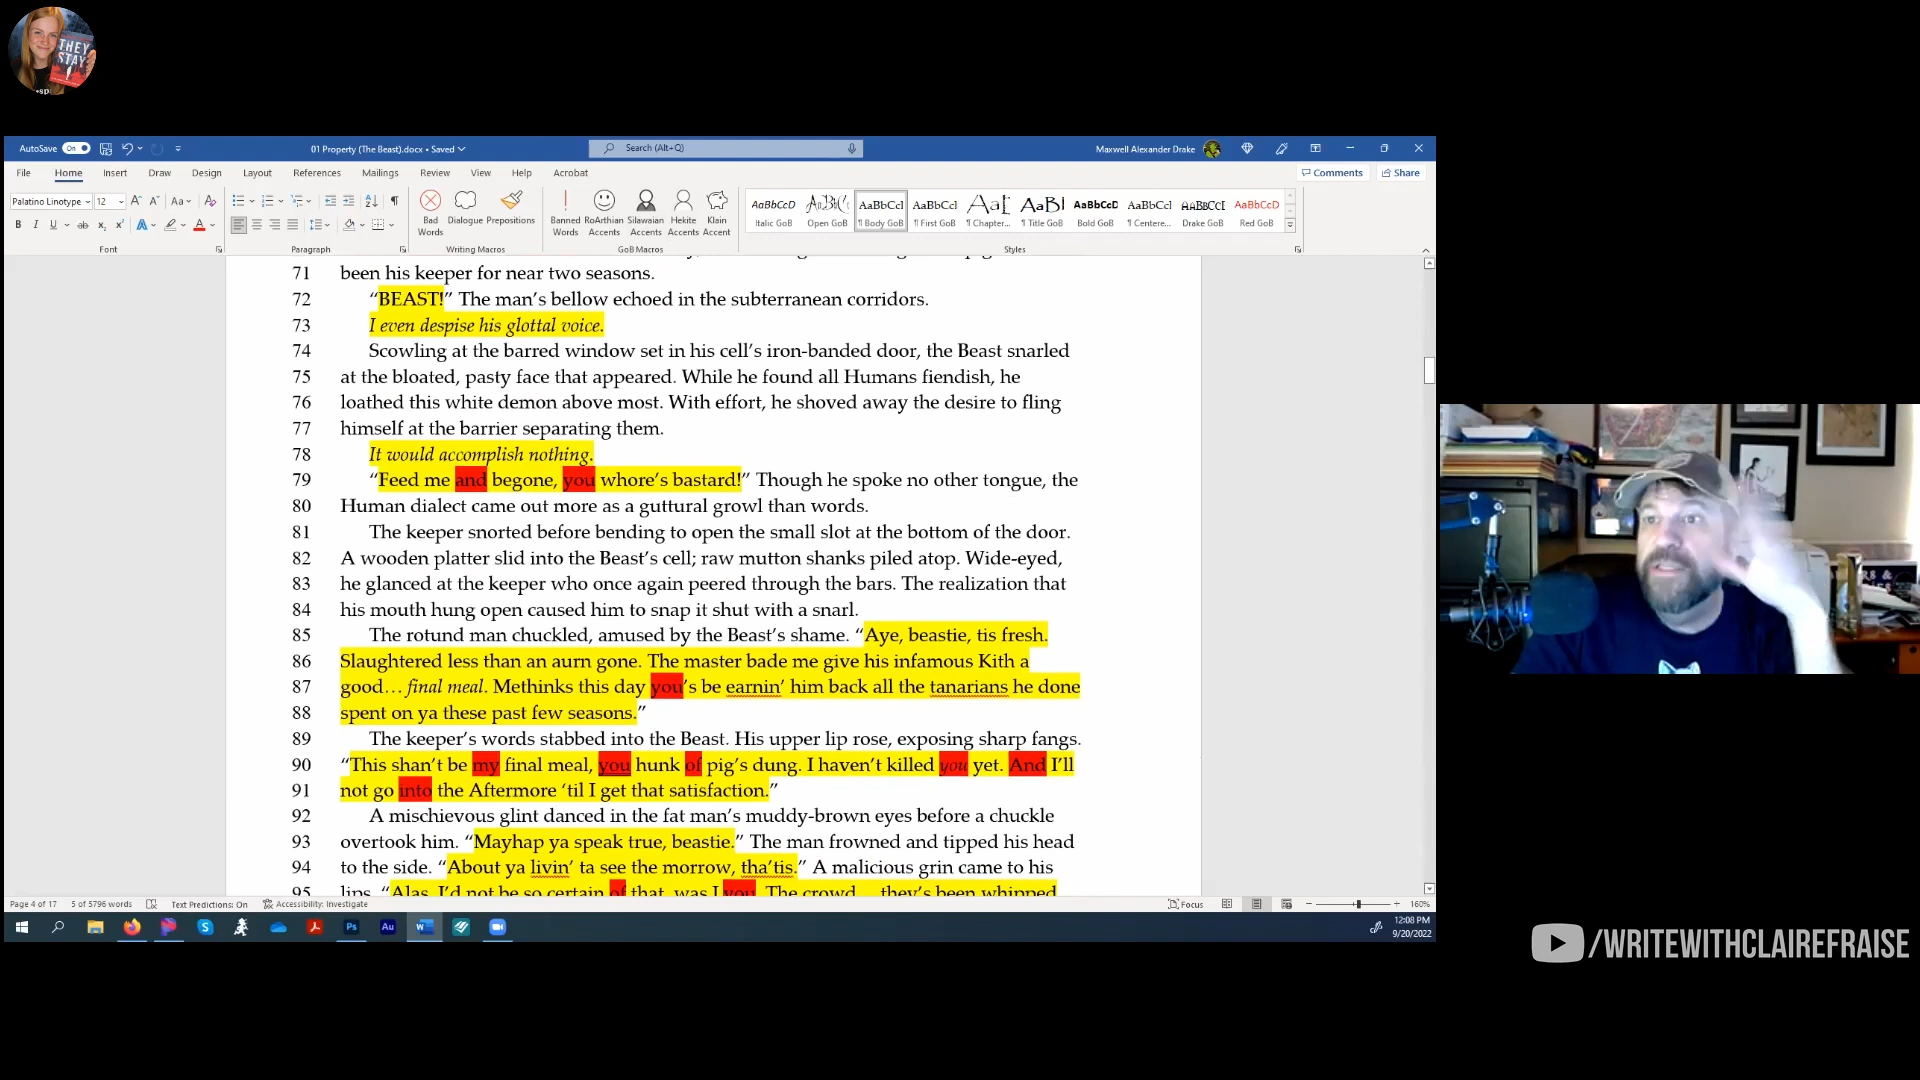 THEY
STAY
AutoSave On 01 Property (The Beast).docx • Saved Search (Alt+Q) Maxwell Alexander Drake
File Home Insert Draw Design Layout References Mailings Review View Help Acrobat Comments Share
Palatino Linotype 12
Bad Words Dialogue Prepositions Banned Words RoArthian Accents Silawaian Accents Hekite Accents Klain Accent
AaBbCcD Italic GoB Open GoB AaBbCcI ¶ Body GoB AaBbCcI ¶ First GoB ¶ Chapter... AaBl ¶ Title GoB AaBbCcD Bold GoB AaBbCcI ¶ Centere... AaBbCcI Drake GoB AaBbCcD Red GoB
Font Paragraph Writing Macros GoB Macros Styles
71 been his keeper for near two seasons.
72 “BEAST!” The man’s bellow echoed in the subterranean corridors.
73 I even despise his glottal voice.
74 Scowling at the barred window set in his cell’s iron-banded door, the Beast snarled
75 at the bloated, pasty face that appeared. While he found all Humans fiendish, he
76 loathed this white demon above most. With effort, he shoved away the desire to fling
77 himself at the barrier separating them.
78 It would accomplish nothing.
79 “Feed me and begone, you whore’s bastard!” Though he spoke no other tongue, the
80 Human dialect came out more as a guttural growl than words.
81 The keeper snorted before bending to open the small slot at the bottom of the door.
82 A wooden platter slid into the Beast’s cell; raw mutton shanks piled atop. Wide-eyed,
83 he glanced at the keeper who once again peered through the bars. The realization that
84 his mouth hung open caused him to snap it shut with a snarl.
85 The rotund man chuckled, amused by the Beast’s shame. “Aye, beastie, tis fresh.
86 Slaughtered less than an aurn gone. The master bade me give his infamous Kith a
87 good… final meal. Methinks this day you’s be earnin’ him back all the tanarians he done
88 spent on ya these past few seasons.”
89 The keeper’s words stabbed into the Beast. His upper lip rose, exposing sharp fangs.
90 “This shan’t be my final meal, you hunk of pig’s dung. I haven’t killed you yet. And I’ll
91 not go into the Aftermore ‘til I get that satisfaction.”
92 A mischievous glint danced in the fat man’s muddy-brown eyes before a chuckle
93 overtook him. “Mayhap ya speak true, beastie.” The man frowned and tipped his head
94 to the side. “About ya livin’ ta see the morrow, tha’tis.” A malicious grin came to his
95 lips. “Alas, I’d not be so certain of that, was I you. The crowd… they’s been whipped
Page 4 of 17 5 of 5796 words Text Predictions: On Accessibility: Investigate Focus 160%
12:08 PM
9/20/2022
/WRITEWITHCLAIREFRAISE